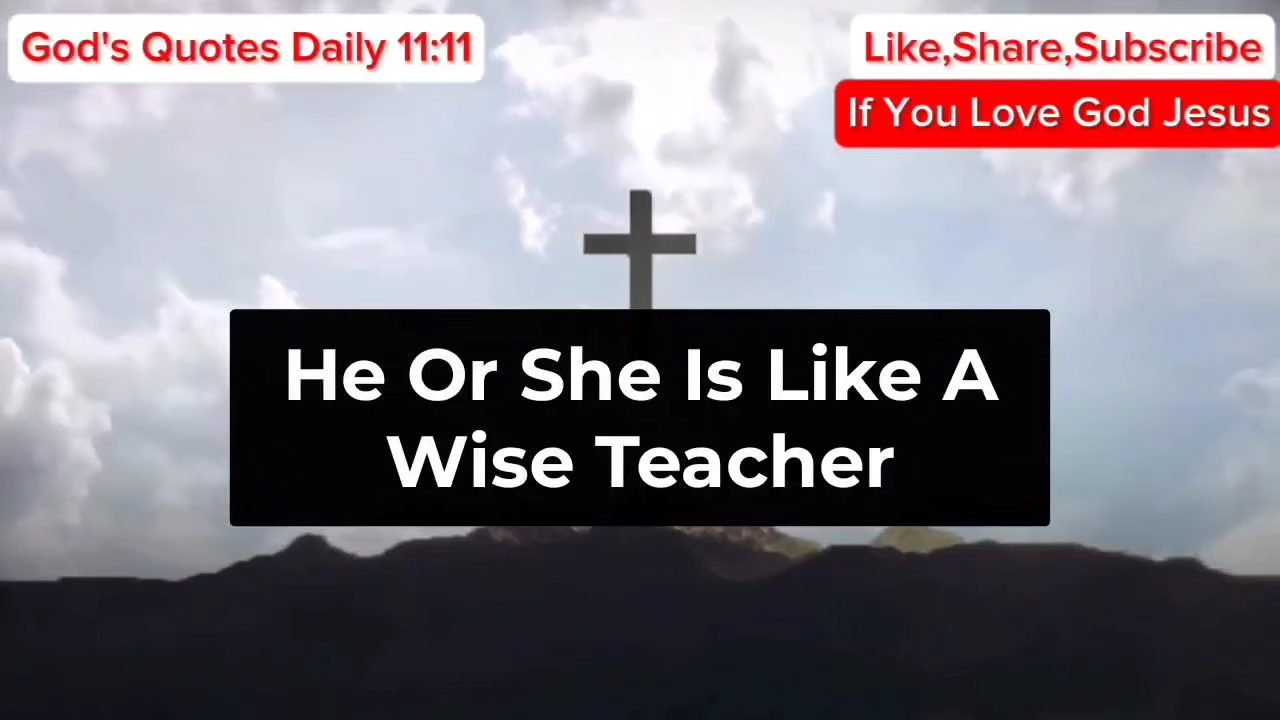 God's Quotes Daily 11:11
Like,Share,Subscribe
If You Love God Jesus
He Or She Is Like A
Wise Teacher